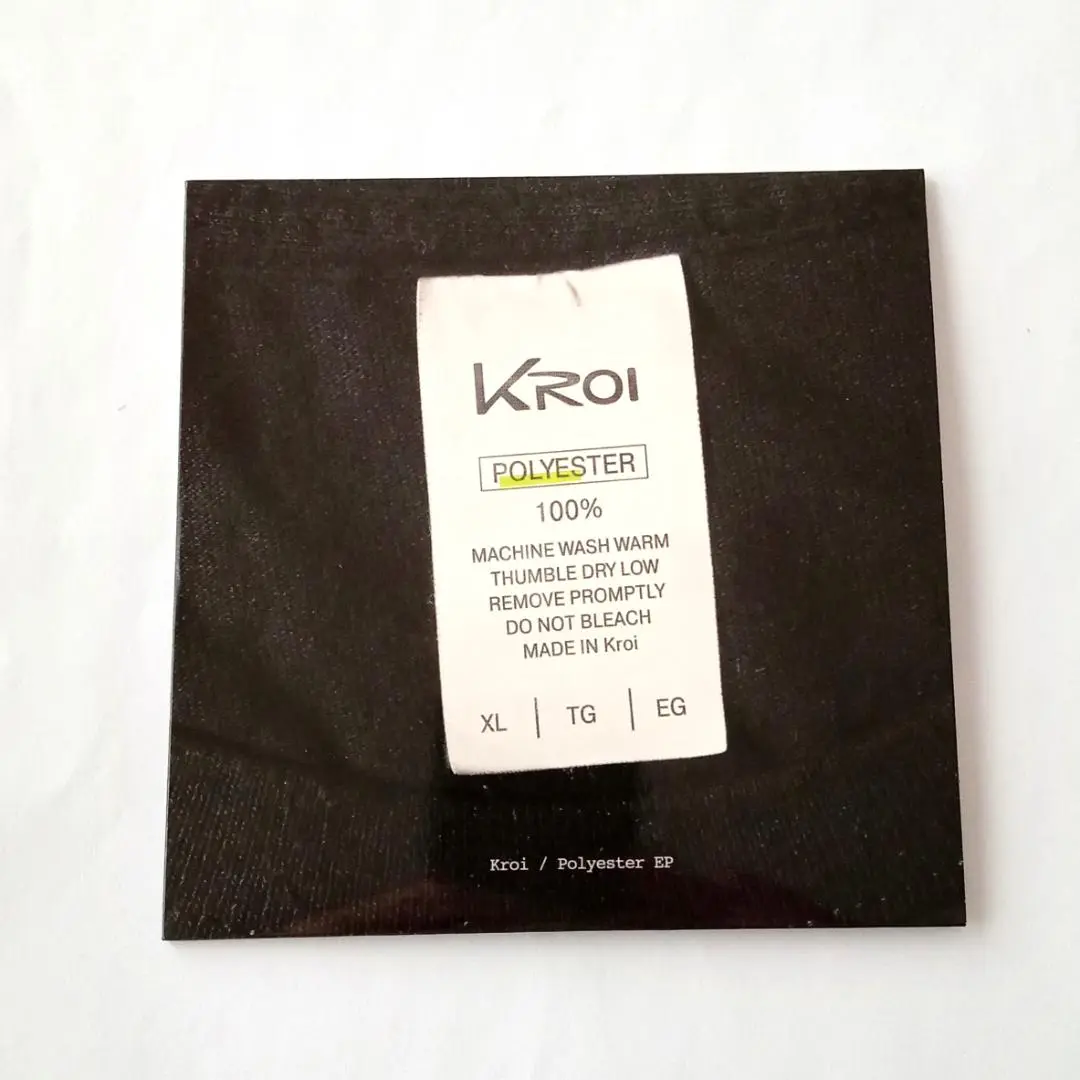 KROI
POLYESTER
100%
MACHINE WASH WARM
THUMBLE DRY LOW
REMOVE PROMPTLY
DO NOT BLEACH
MADE IN Kroi
XL | TG | EG
Kroi / Polyester EP